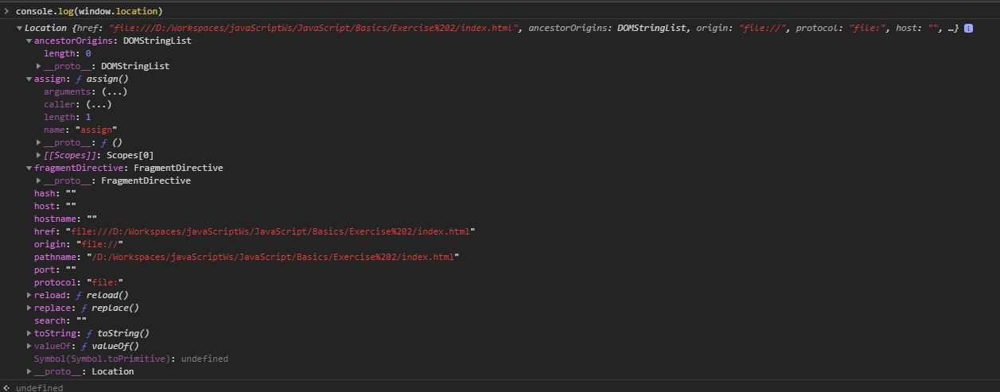 console.log(window.location)
Location {href: "file:///D:/Workspaces/javaScriptWs/JavaScript/Basics/Exercise%202/index.html", ancestorOrigins: DOMStringList, origin: "file://", protocol: "file:", host: "", …} i
ancestorOrigins: DOMStringList
length: 0
__proto__: DOMStringList
assign: ƒ assign()
arguments: (...)
caller: (...)
length: 1
name: "assign"
__proto__: ƒ ()
[[Scopes]]: Scopes[0]
fragmentDirective: FragmentDirective
__proto__: FragmentDirective
hash: ""
host: ""
hostname: ""
href: "file:///D:/Workspaces/javaScriptWs/JavaScript/Basics/Exercise%202/index.html"
origin: "file://"
pathname: "/D:/Workspaces/javaScriptWs/JavaScript/Basics/Exercise%202/index.html"
port: ""
protocol: "file:"
reload: ƒ reload()
replace: ƒ replace()
search: ""
toString: ƒ toString()
valueOf: ƒ valueOf()
Symbol(Symbol.toPrimitive): undefined
__proto__: Location
undefined